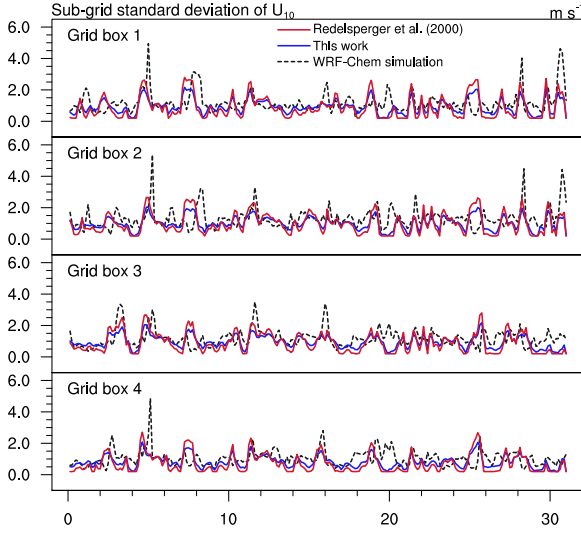 Sub-grid standard deviation of U10 m s-
Grid box 1
Redelsperger et al. (2000)
This work
WRF-Chem simulation
6.0
4.0
2.0
0.0
Grid box 2
6.0
4.0
2.0
0.0
Grid box 3
6.0
4.0
2.0
0.0
Grid box 4
6.0
4.0
2.0
0.0
0 10 20 30